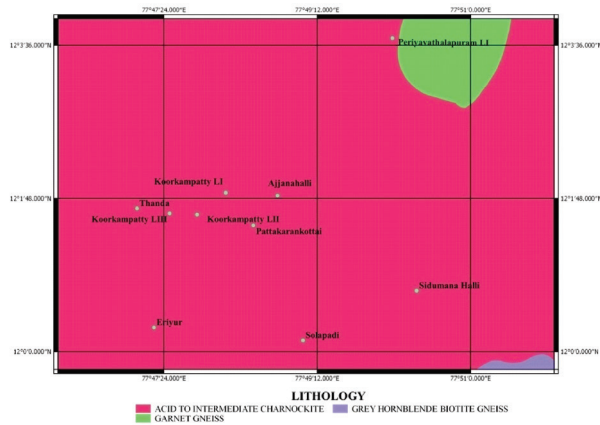 77°47'24.000"E 77°49'12.000"E 77°51'0.000"E
12°3'36.000"N 12°3'36.000"N
Periyavathalapuram LI
Koorkampatty LI Ajjanahalli
12°1'48.000"N 12°1'48.000"N
Thanda
Koorkampatty LIII Koorkampatty LII
Pattakarankottai
Sidumana Halli
Eriyur
Solapadi
12°0'0.000"N 12°0'0.000"N
77°47'24.000"E 77°49'12.000"E 77°51'0.000"E
LITHOLOGY
ACID TO INTERMEDIATE CHARNOCKITE GREY HORNBLENDE BIOTITE GNEISS
GARNET GNEISS